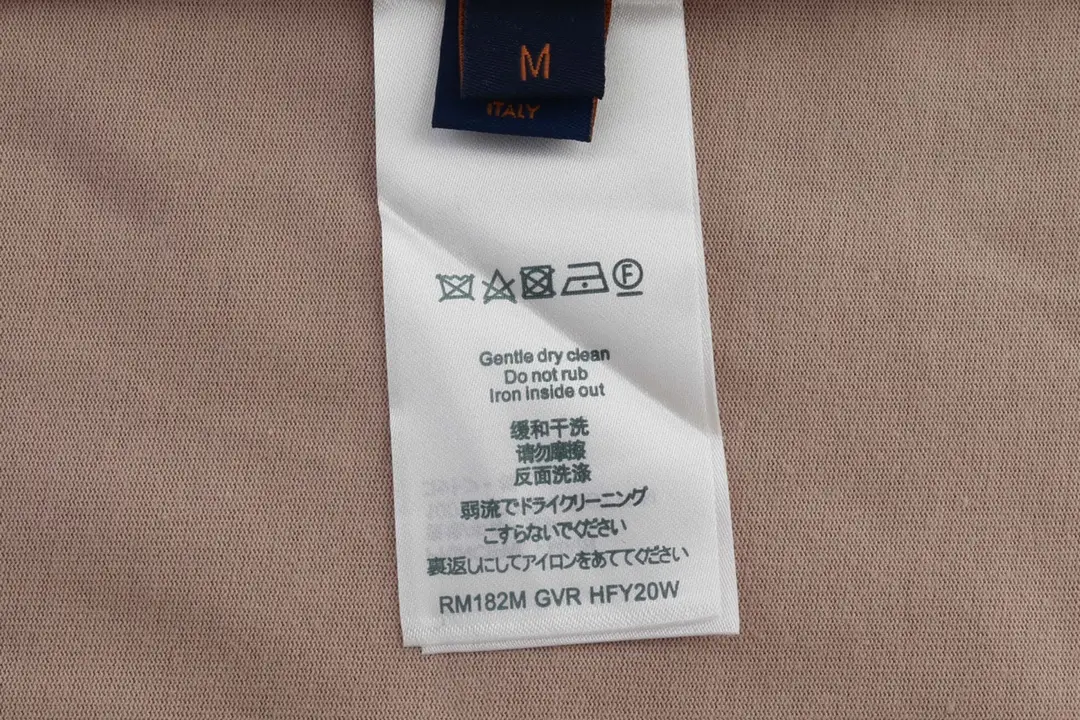 M
ITALY
F
Gentle dry clean
Do not rub
Iron inside out
缓和干洗
请勿摩擦
反面洗涤
弱流でドライクリーニング
こすらないでください
裏返しにしてアイロンをあててください
RM182M GVR HFY20W